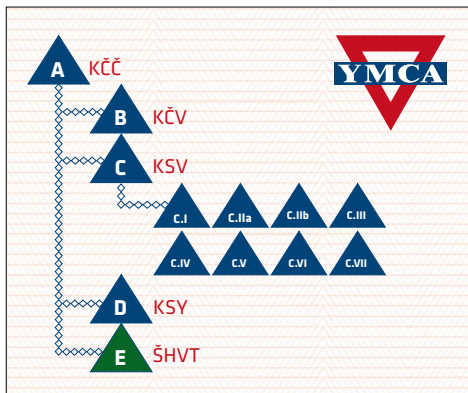 A KČČ
YMCA
B KČV
C KSV
C.I C.IIa C.IIb C.III
C.IV C.V C.VI C.VII
D KSY
E ŠHVT